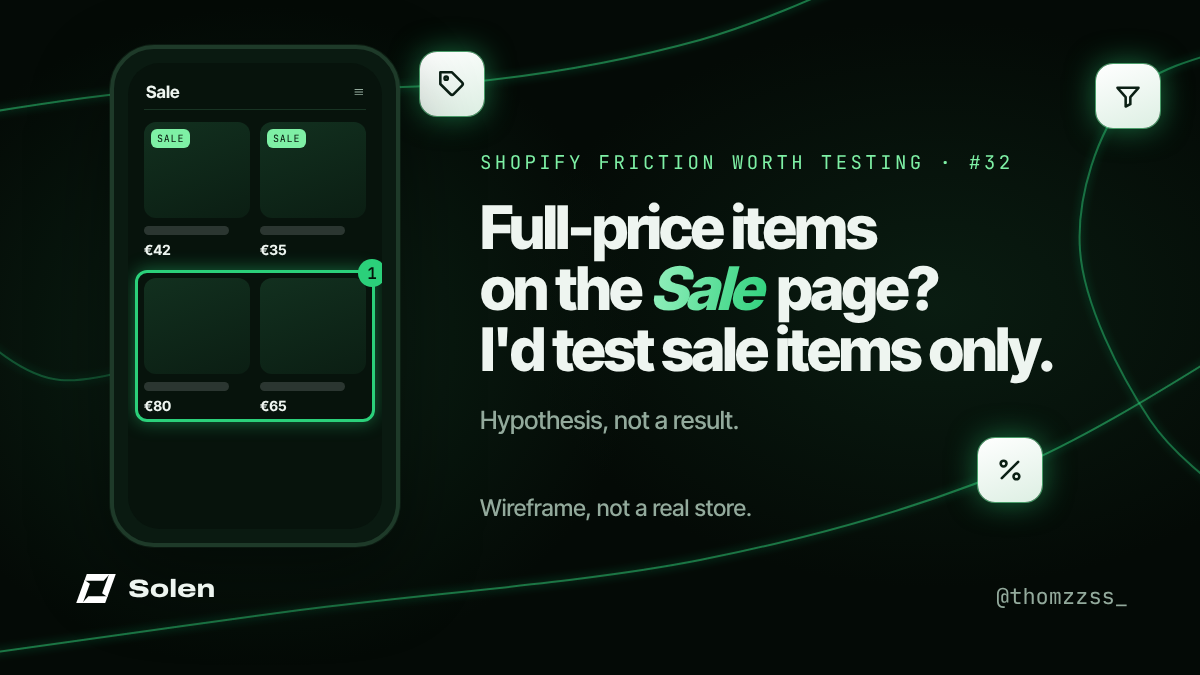 Sale
SALE SALE
€42 €35
1
€80 €65
SHOPIFY FRICTION WORTH TESTING · #32
Full-price items
on the Sale page?
I'd test sale items only.
Hypothesis, not a result.
Wireframe, not a real store.
Solen
@thomzzss_